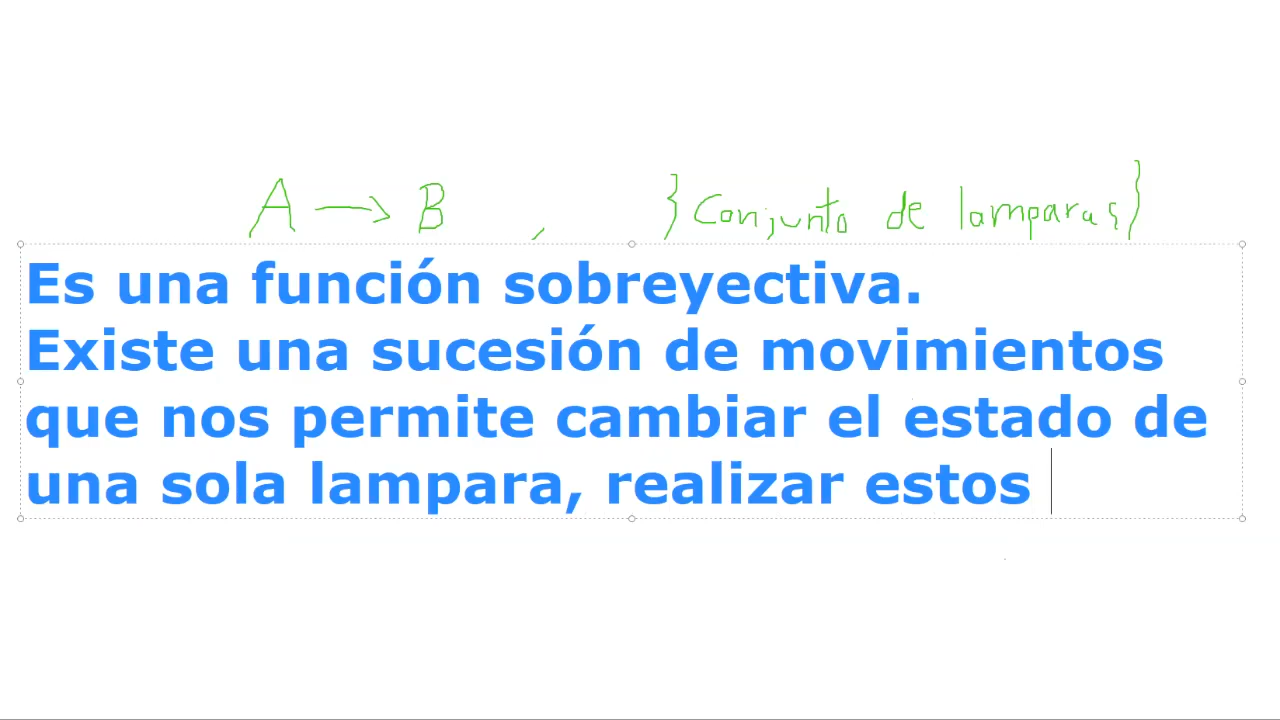 A → B , }Conjunto de lamparas}
Es una función sobreyectiva.
Existe una sucesión de movimientos
que nos permite cambiar el estado de
una sola lampara, realizar estos